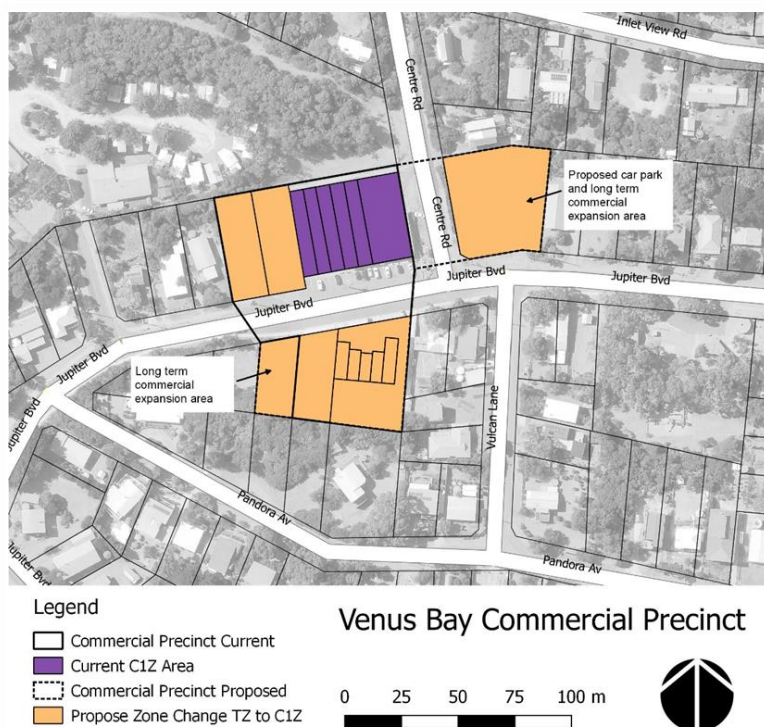 Inlet View Rd
Centre Rd
Proposed car park
and long term
commercial
expansion area
Centre Rd
Jupiter Bvd
Jupiter Bvd
Jupiter Bvd
Jupiter Bvd
Jupiter Bvd
Long term
commercial
expansion area
Vulcan Lane
Pandora Av
Pandora Av
Jupiter Bvd
Legend
Commercial Precinct Current
Current C1Z Area
Commercial Precinct Proposed
Propose Zone Change TZ to C1Z
Venus Bay Commercial Precinct
0 25 50 75 100 m